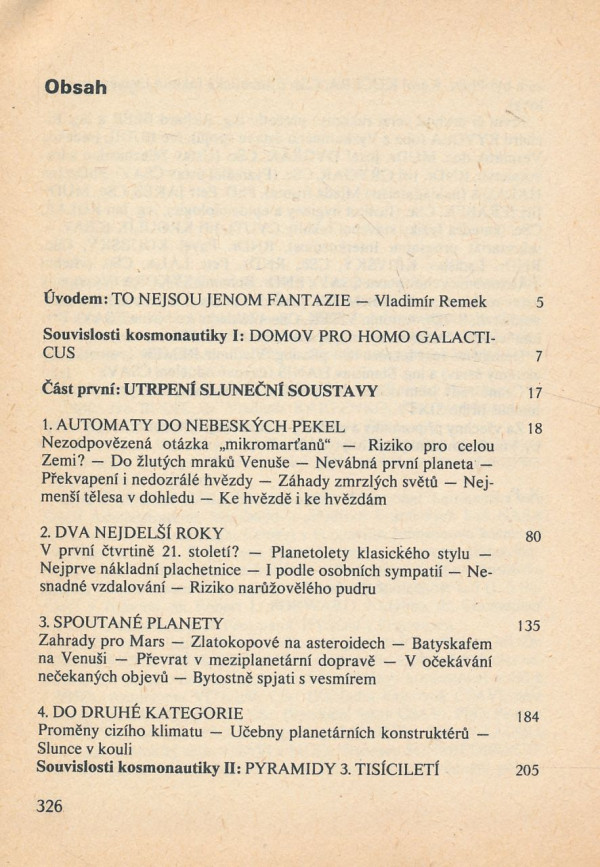 Obsah
Úvodem: TO NEJSOU JENOM FANTAZIE — Vladimír Remek 5
Souvislosti kosmonautiky I: DOMOV PRO HOMO GALACTI-
CUS 7
Část první: UTRPENÍ SLUNEČNÍ SOUSTAVY 17
1. AUTOMATY DO NEBESKÝCH PEKEL 18
Nezodpovězená otázka „mikromarťanů“ — Riziko pro celou
Zemi? — Do žlutých mraků Venuše — Nevábná první planeta —
Překvapení i nedozrálé hvězdy — Záhady zmrzlých světů — Nej-
menší tělesa v dohledu — Ke hvězdě i ke hvězdám
2. DVA NEJDELŠÍ ROKY 80
V první čtvrtině 21. století? — Planetolety klasického stylu —
Nejprve nákladní plachetnice — I podle osobních sympatií — Ne-
snadné vzdalování — Riziko narůžovělého pudru
3. SPOUTANÉ PLANETY 135
Zahrady pro Mars — Zlatokopové na asteroidech — Batyskafem
na Venuši — Převrat v meziplanetární dopravě — V očekávání
nečekaných objevů — Bytostně spjati s vesmírem
4. DO DRUHÉ KATEGORIE 184
Proměny cizího klimatu — Učebny planetárních konstruktérů —
Slunce v kouli
Souvislosti kosmonautiky II: PYRAMIDY 3. TISÍCILETÍ 205
326